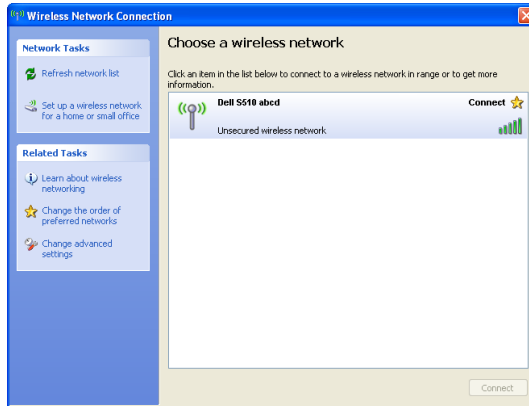 Wireless Network Connection
Network Tasks
Refresh network list
Set up a wireless network
for a home or small office
Related Tasks
Learn about wireless
networking
Change the order of
preferred networks
Change advanced
settings
Choose a wireless network
Click an item in the list below to connect to a wireless network in range or to get more
information.
Dell S510 abcd Connect
Unsecured wireless network
Connect